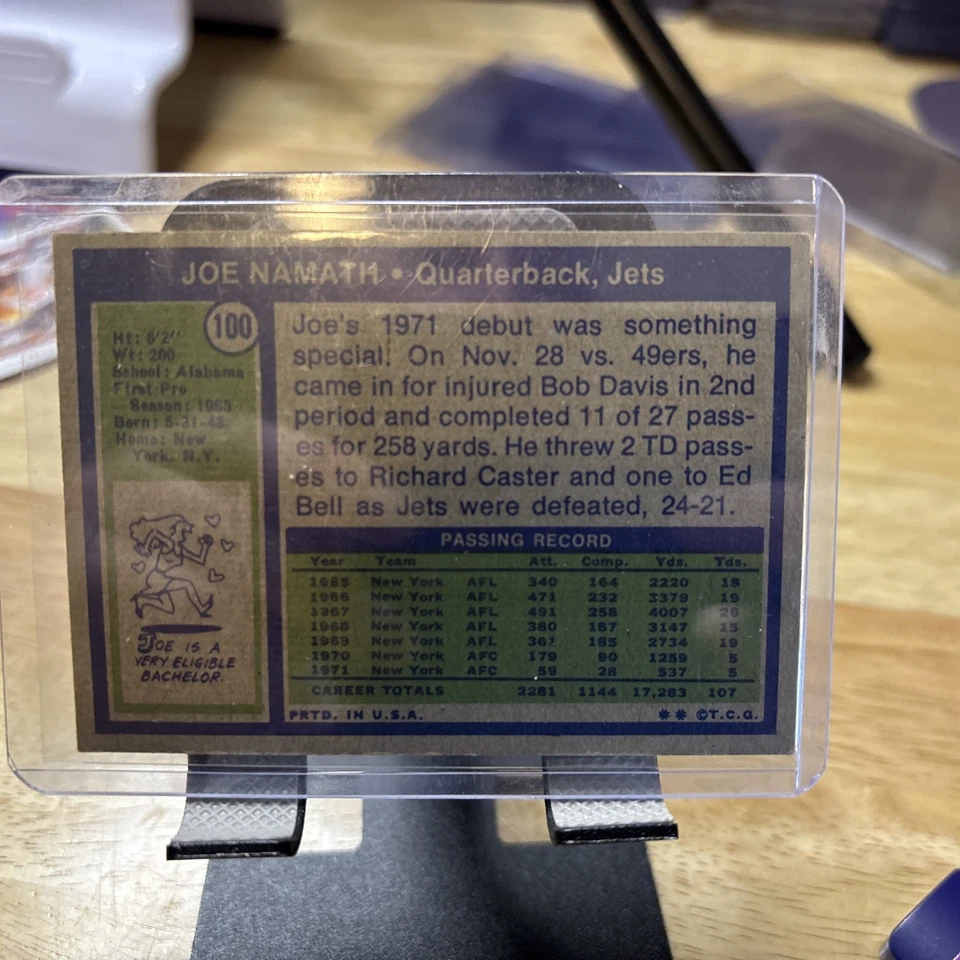 JOE NAMATH • Quarterback, Jets
100
Ht: 6'2"
Wt: 200
School: Alabama
First Pro
Season: 1965
Born: 5-31-43
Home: New
York, N.Y.
JOE IS A
VERY ELIGIBLE
BACHELOR.
Joe's 1971 debut was something
special. On Nov. 28 vs. 49ers, he
came in for injured Bob Davis in 2nd
period and completed 11 of 27 pass-
es for 258 yards. He threw 2 TD pass-
es to Richard Caster and one to Ed
Bell as Jets were defeated, 24-21.
PASSING RECORD
Year Team Att. Comp. Yds. Tds.
1965 New York AFL 340 164 2220 18
1966 New York AFL 471 232 3379 19
1967 New York AFL 491 258 4007 26
1968 New York AFL 380 187 3147 15
1969 New York AFL 361 185 2734 19
1970 New York AFC 179 90 1259 5
1971 New York AFC 59 28 537 5
CAREER TOTALS 2281 1144 17,283 107
PRTD. IN U.S.A. ** ©T.C.G.